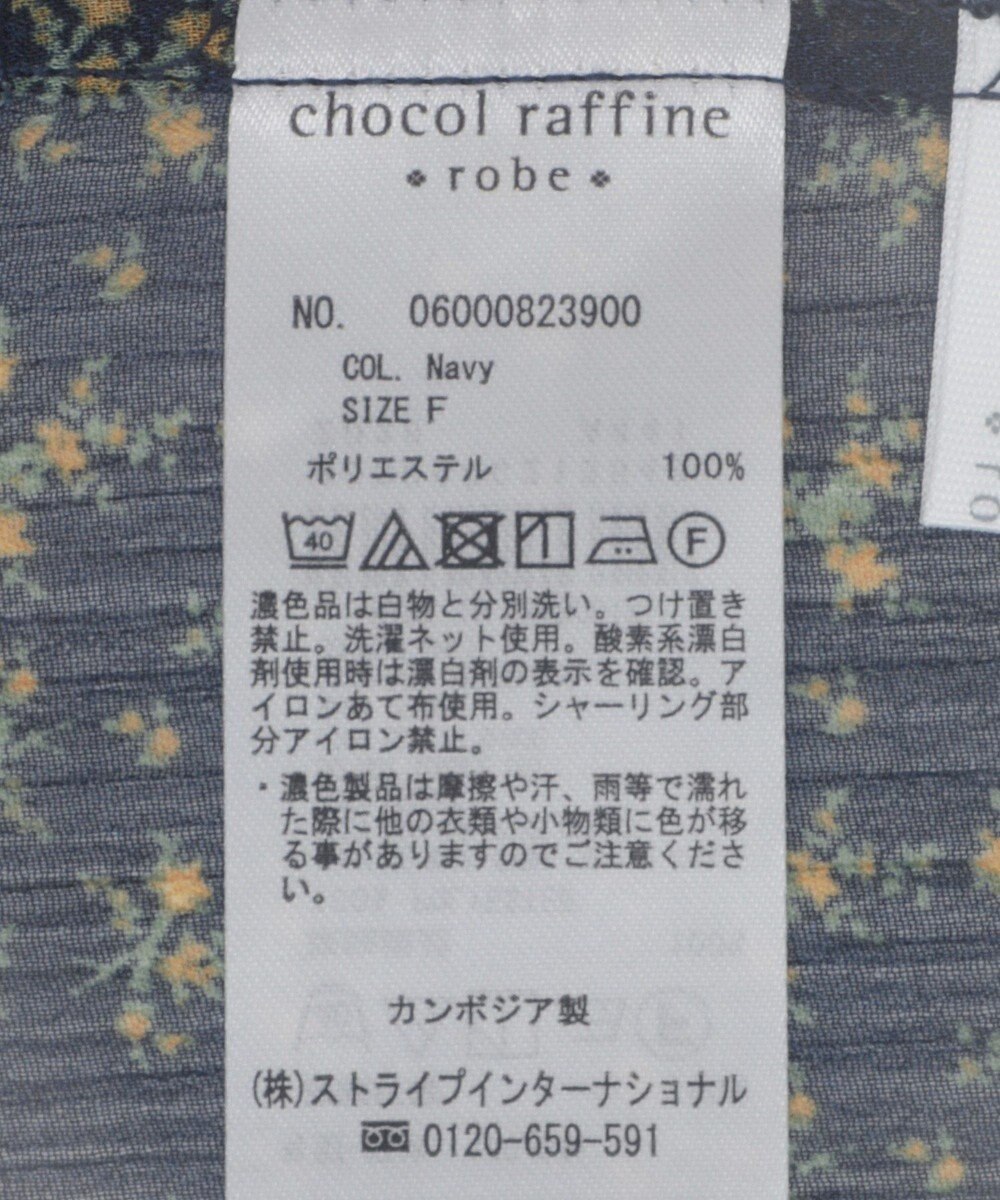 chocol raffine
robe
NO. 06000823900
COL. Navy
SIZE F
ポリエステル 100%
40 F
濃色品は白物と分別洗い。つけ置き
禁止。洗濯ネット使用。酸素系漂白
剤使用時は漂白剤の表示を確認。ア
イロンあて布使用。シャーリング部
分アイロン禁止。
・濃色製品は摩擦や汗、雨等で濡れ
た際に他の衣類や小物類に色が移
る事がありますのでご注意くださ
い。
カンボジア製
(株)ストライプインターナショナル
0120-659-591